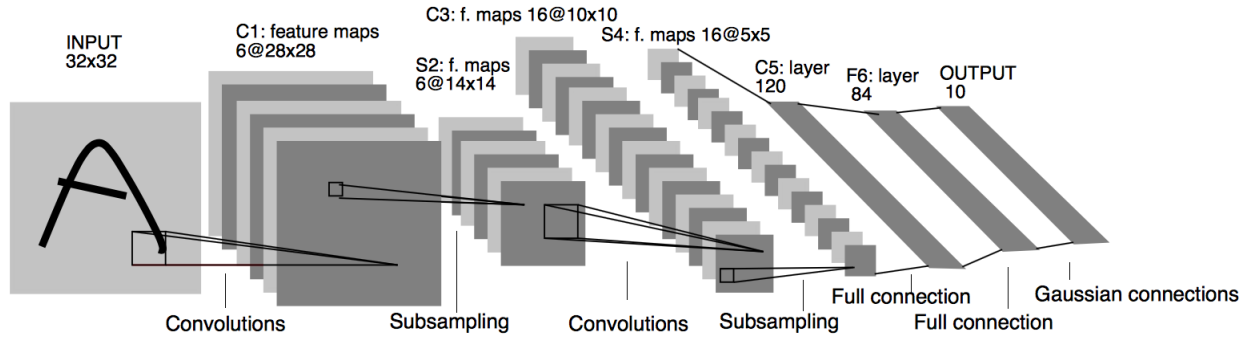 INPUT
32x32
C1: feature maps
6@28x28
S2: f. maps
6@14x14
C3: f. maps 16@10x10
S4: f. maps 16@5x5
C5: layer
120
F6: layer
84
OUTPUT
10
Convolutions
Subsampling
Convolutions
Subsampling
Full connection
Full connection
Gaussian connections
A